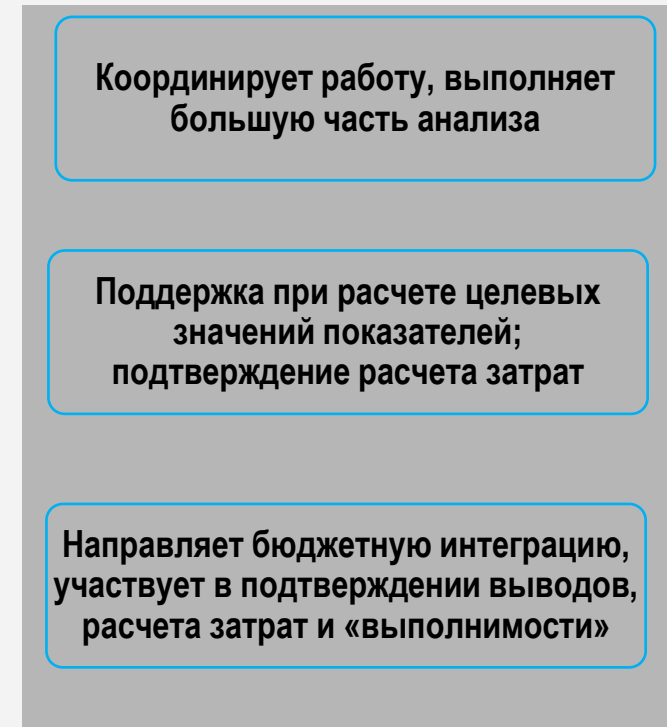 Координирует работу, выполняет
большую часть анализа
Поддержка при расчете целевых
значений показателей;
подтверждение расчета затрат
Направляет бюджетную интеграцию,
участвует в подтверждении выводов,
расчета затрат и «выполнимости»